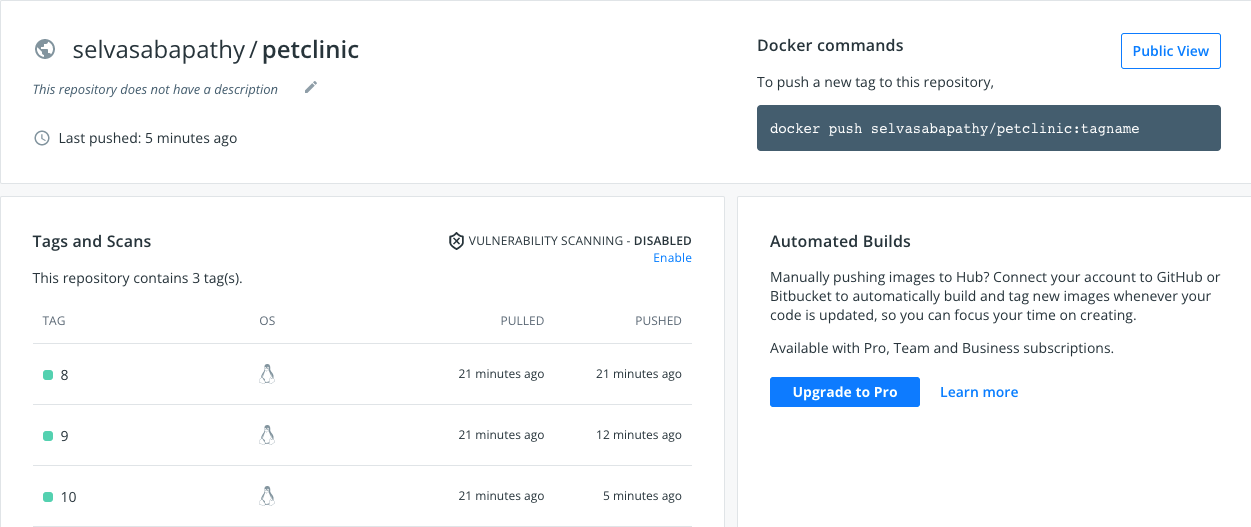 selvasabapathy / petclinic
This repository does not have a description
Last pushed: 5 minutes ago
Docker commands
Public View
To push a new tag to this repository,
docker push selvasabapathy/petclinic:tagname
Tags and Scans
VULNERABILITY SCANNING - DISABLED
Enable
This repository contains 3 tag(s).
TAG OS PULLED PUSHED
8 21 minutes ago 21 minutes ago
9 21 minutes ago 12 minutes ago
10 21 minutes ago 5 minutes ago
Automated Builds
Manually pushing images to Hub? Connect your account to GitHub or
Bitbucket to automatically build and tag new images whenever your
code is updated, so you can focus your time on creating.
Available with Pro, Team and Business subscriptions.
Upgrade to Pro Learn more